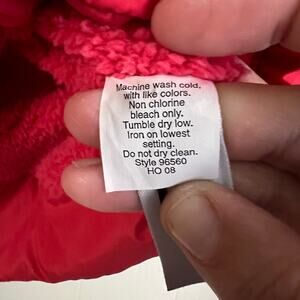 Machine wash cold,
with like colors.
Non chlorine
bleach only.
Tumble dry low.
Iron on lowest
setting.
Do not dry clean.
Style 96560
HO 08